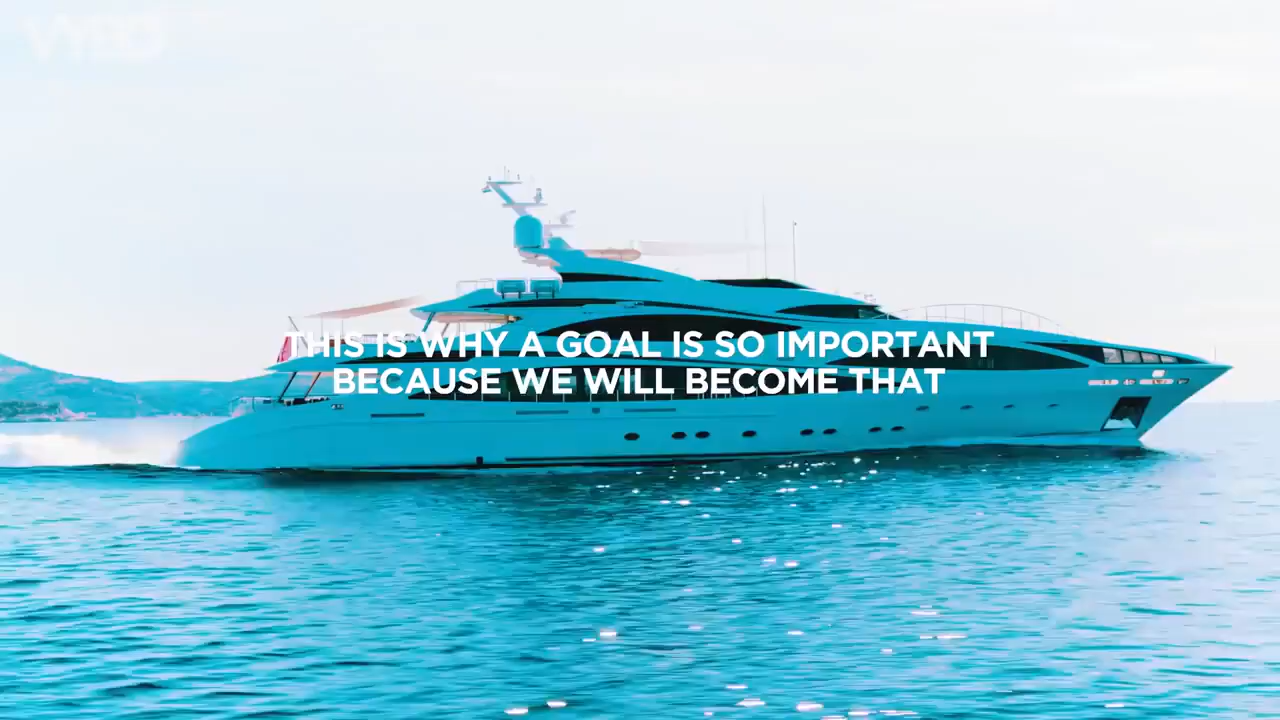 THIS IS WHY A GOAL IS SO IMPORTANT
BECAUSE WE WILL BECOME THAT